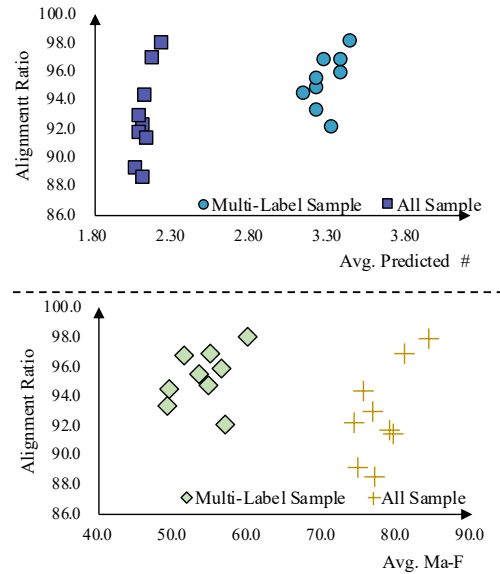 100.0
98.0
96.0
94.0
92.0
90.0
88.0
86.0
Alignmentt Ratio
Multi-Label Sample All Sample
1.80 2.30 2.80 3.30 3.80
Avg. Predicted #
100.0
98.0
96.0
94.0
92.0
90.0
88.0
86.0
Alignment Ratio
Multi-Label Sample All Sample
40.0 50.0 60.0 70.0 80.0 90.0
Avg. Ma-F